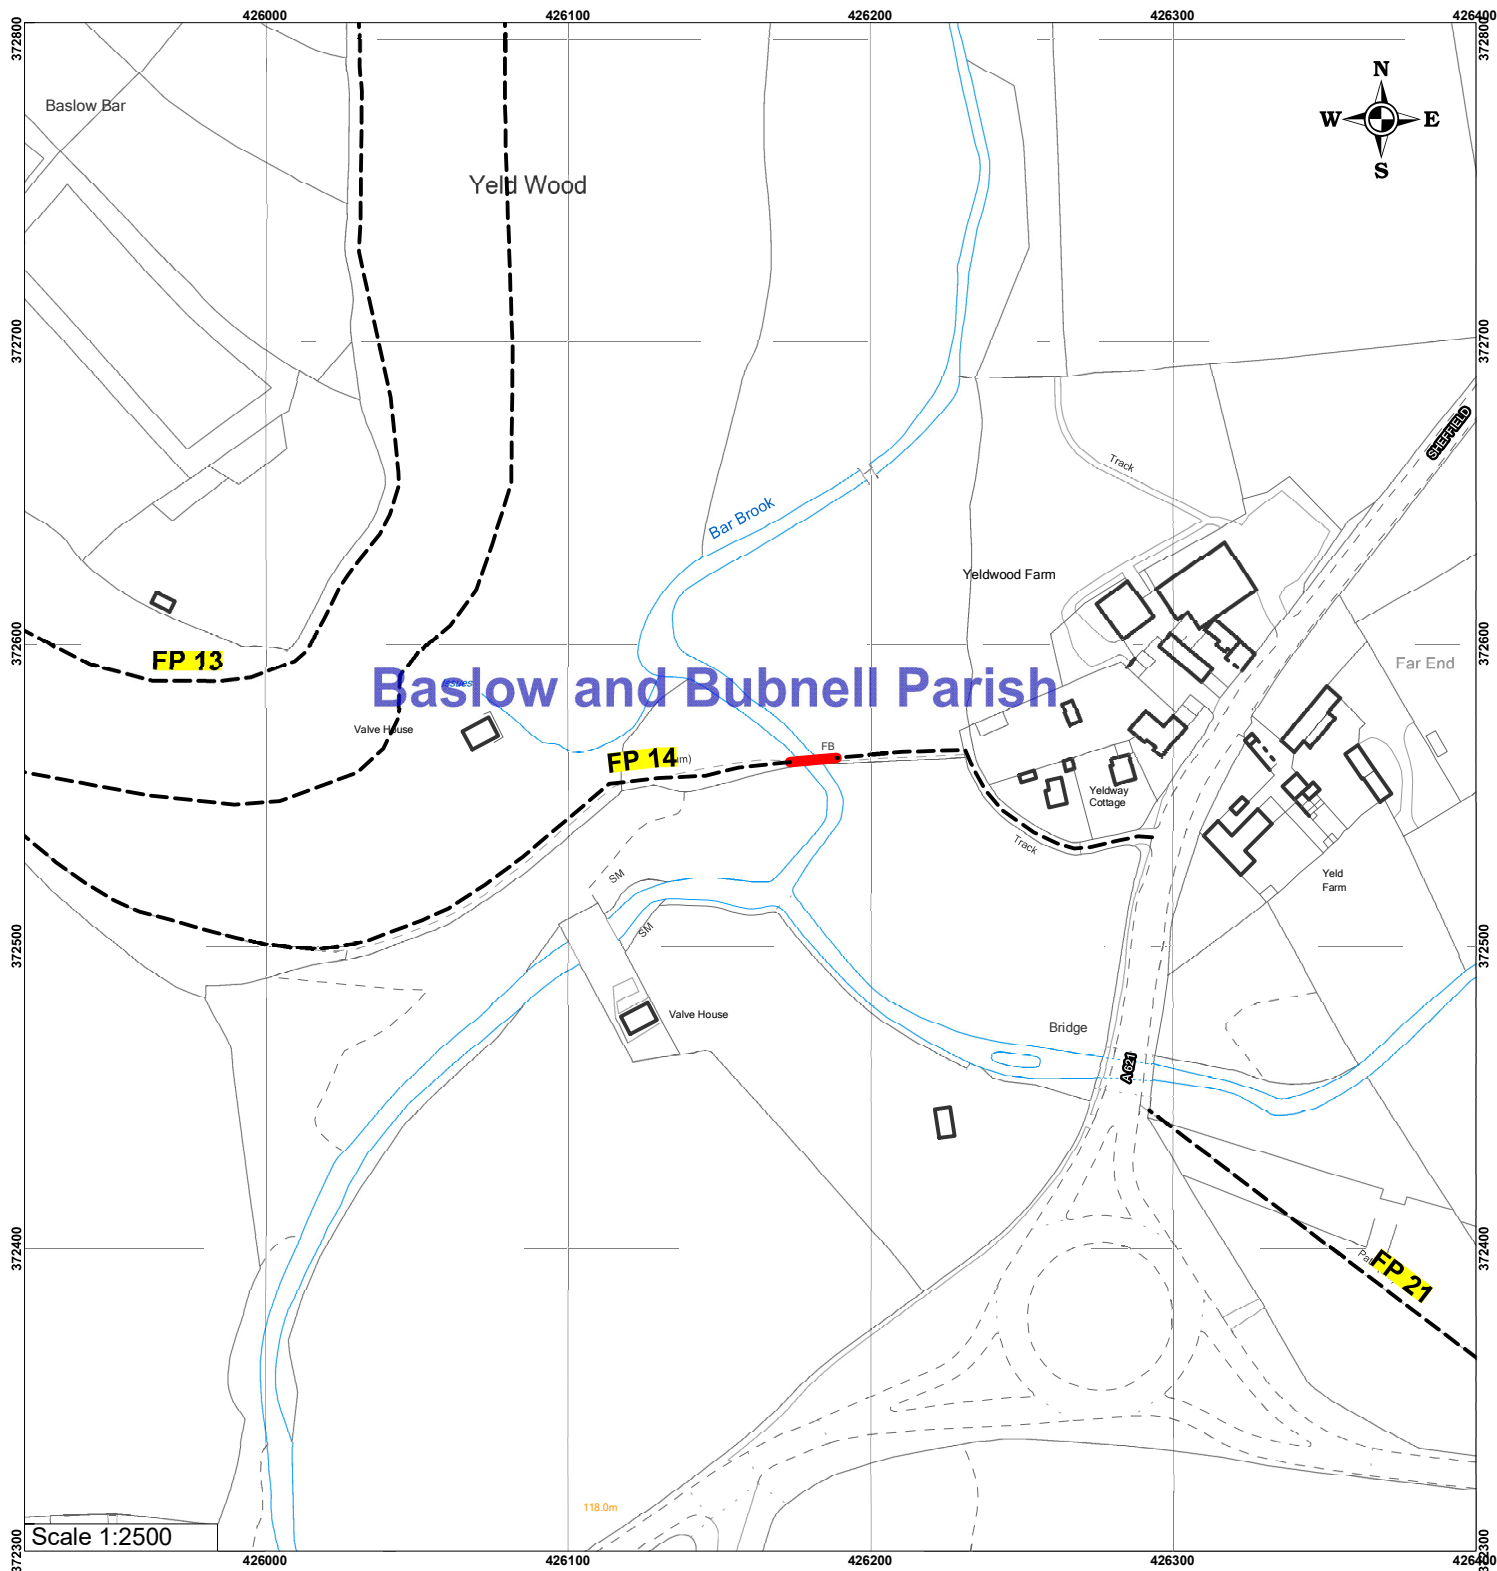 426000
426100
426200
426300
426400
372800
372800
N
W E
S
Baslow Bar
Yeld Wood
372700
372700
SHEFFIELD
Track
Bar Brook
Yeldwood Farm
372600
372600
FP 13
Far End
Issues
Baslow and Bubnell Parish
Valve House
FB
FP 14
Yeldway
Cottage
Track
Yeld
Farm
SM
SM
372500
372500
Valve House
Bridge
A 621
372400
372400
FP 21
118.0m
Scale 1:2500
372300
372300
426000
426100
426200
426300
426400